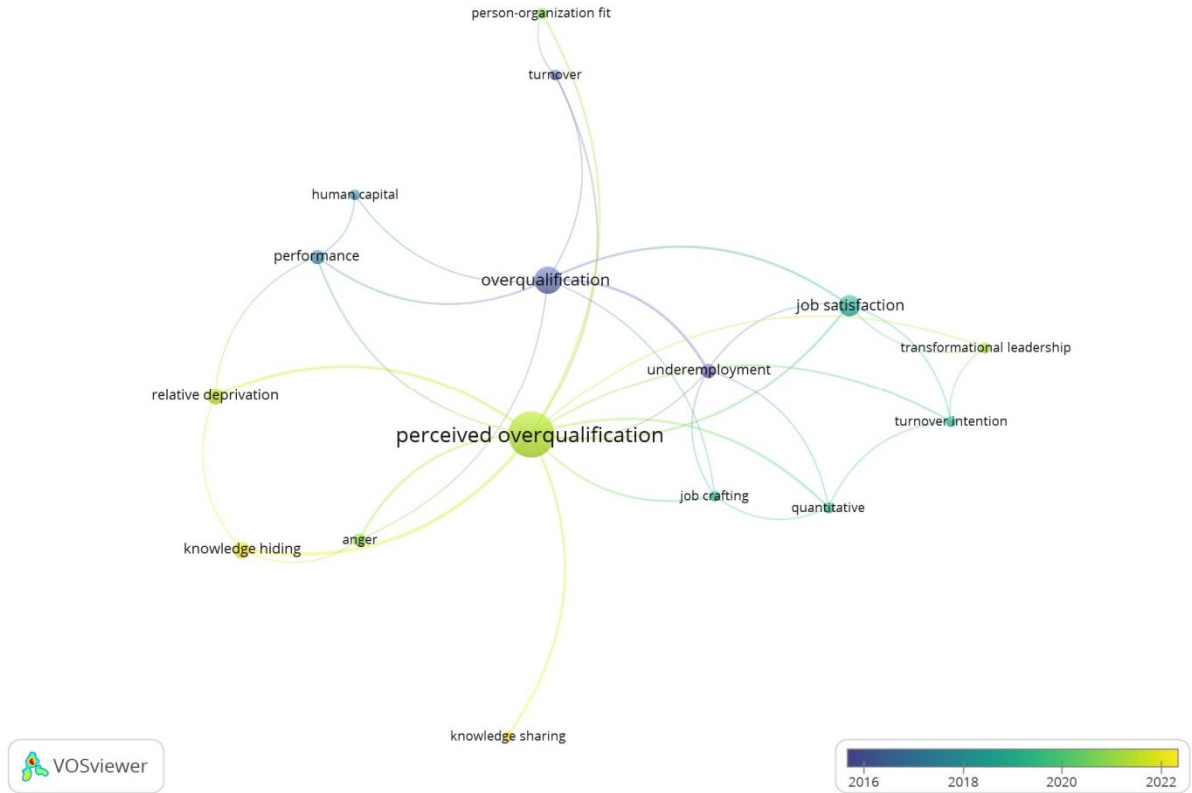 person-organization fit
turnover
human capital
performance
overqualification
job satisfaction
transformational leadership
underemployment
relative deprivation
turnover intention
perceived overqualification
job crafting
quantitative
anger
knowledge hiding
knowledge sharing
VOSviewer
2016 2018 2020 2022